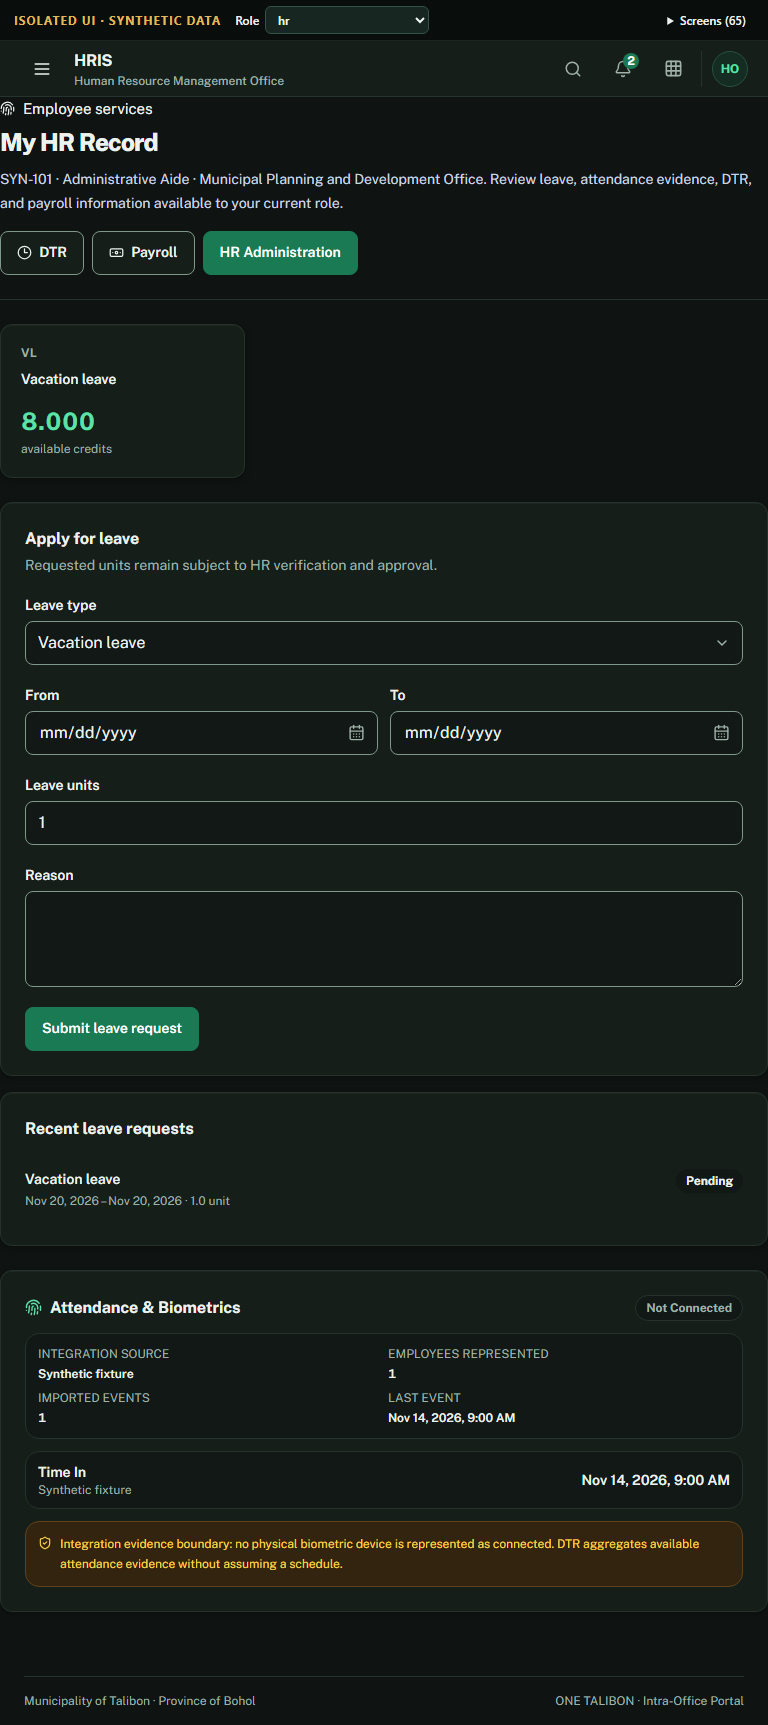 ISOLATED UI · SYNTHETIC DATA Role hr Screens (65)
HRIS
Human Resource Management Office
2
HO
Employee services
My HR Record
SYN-101 · Administrative Aide · Municipal Planning and Development Office. Review leave, attendance evidence, DTR,
and payroll information available to your current role.
DTR Payroll HR Administration
VL
Vacation leave
8.000
available credits
Apply for leave
Requested units remain subject to HR verification and approval.
Leave type
Vacation leave
From To
mm/dd/yyyy mm/dd/yyyy
Leave units
1
Reason
Submit leave request
Recent leave requests
Vacation leave Pending
Nov 20, 2026–Nov 20, 2026 · 1.0 unit
Attendance & Biometrics Not Connected
INTEGRATION SOURCE EMPLOYEES REPRESENTED
Synthetic fixture 1
IMPORTED EVENTS LAST EVENT
1 Nov 14, 2026, 9:00 AM
Time In Nov 14, 2026, 9:00 AM
Synthetic fixture
Integration evidence boundary: no physical biometric device is represented as connected. DTR aggregates available
attendance evidence without assuming a schedule.
Municipality of Talibon · Province of Bohol ONE TALIBON · Intra-Office Portal